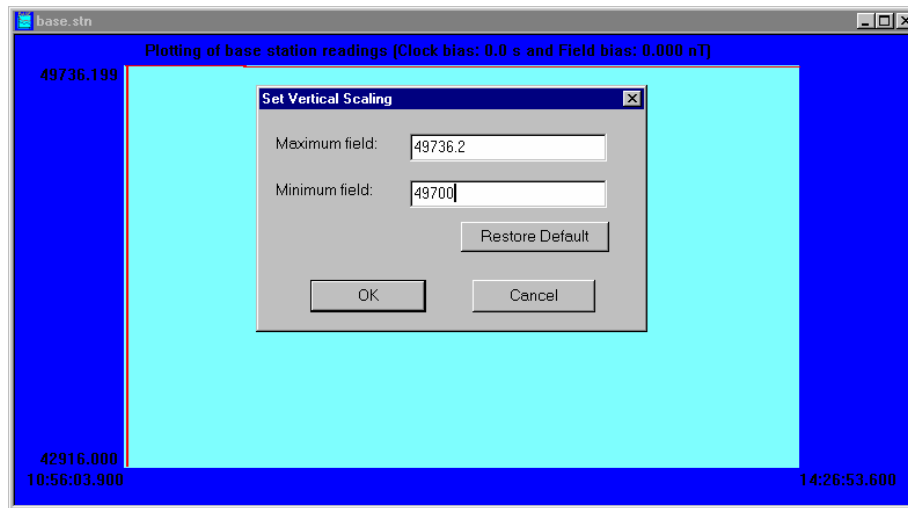 base.stn
Plotting of base station readings (Clock bias: 0.0 s and Field bias: 0.000 nT)
49736.199
Set Vertical Scaling
Maximum field: 49736.2
Minimum field: 49700
Restore Default
OK Cancel
42916.000
10:56:03.900 14:26:53.600